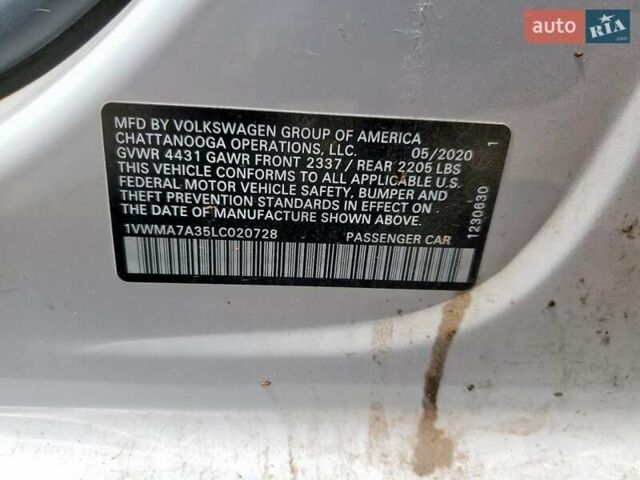 auto RIA.com
MFD BY VOLKSWAGEN GROUP OF AMERICA
CHATTANOOGA OPERATIONS, LLC. 05/2020
GVWR 4431 GAWR FRONT 2337 / REAR 2205 LBS
THIS VEHICLE CONFORMS TO ALL APPLICABLE U.S.
FEDERAL MOTOR VEHICLE SAFETY, BUMPER AND
THEFT PREVENTION STANDARDS IN EFFECT ON
THE DATE OF MANUFACTURE SHOWN ABOVE.
1VWMA7A35LC020728 PASSENGER CAR
1230630
1